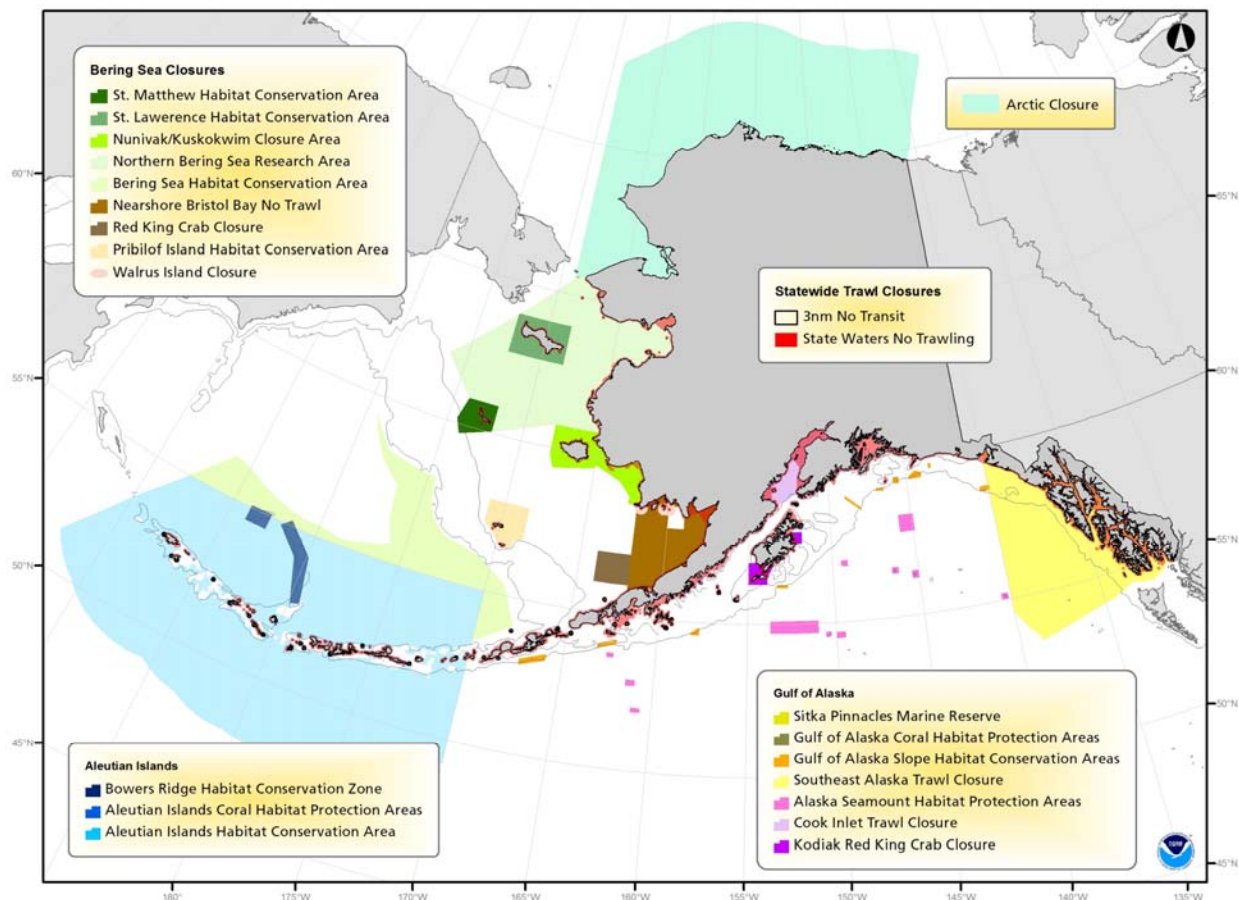 Bering Sea Closures
St. Matthew Habitat Conservation Area
St. Lawerence Habitat Conservation Area
Nunivak/Kuskokwim Closure Area
Northern Bering Sea Research Area
Bering Sea Habitat Conservation Area
Nearshore Bristol Bay No Trawl
Red King Crab Closure
Pribilof Island Habitat Conservation Area
Walrus Island Closure
Arctic Closure
Statewide Trawl Closures
3nm No Transit
State Waters No Trawling
60°N
55°N
50°N
45°N
65°N
60°N
55°N
50°N
45°N
Aleutian Islands
Bowers Ridge Habitat Conservation Zone
Aleutian Islands Coral Habitat Protection Areas
Aleutian Islands Habitat Conservation Area
Gulf of Alaska
Sitka Pinnacles Marine Reserve
Gulf of Alaska Coral Habitat Protection Areas
Gulf of Alaska Slope Habitat Conservation Areas
Southeast Alaska Trawl Closure
Alaska Seamount Habitat Protection Areas
Cook Inlet Trawl Closure
Kodiak Red King Crab Closure
180°
175°W
170°W
165°W
160°W
155°W
150°W
145°W
140°W
135°W